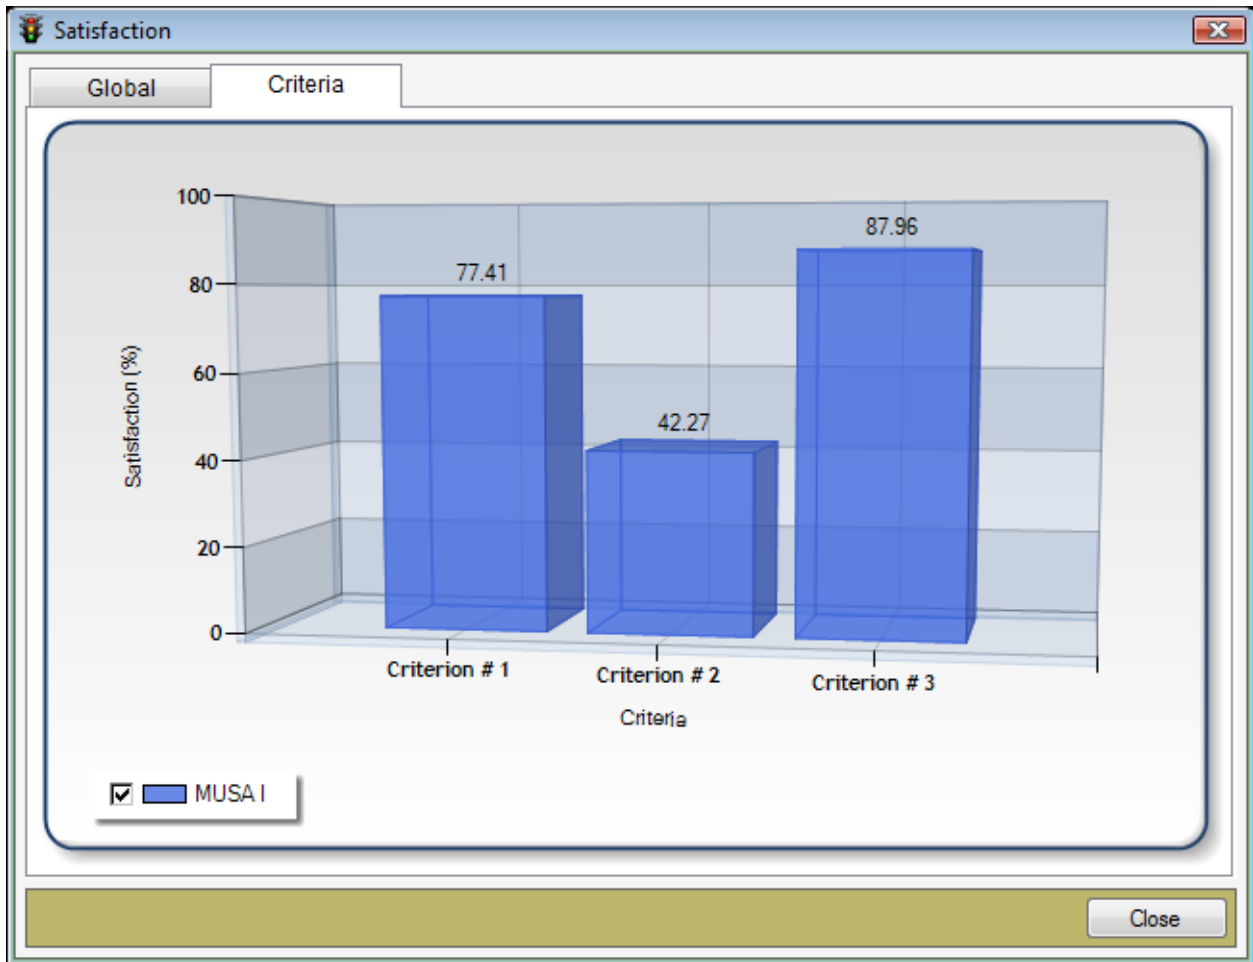 Satisfaction
Global
Criteria
100
80
60
40
20
0
Satisfaction (%)
77.41
42.27
87.96
Criterion # 1
Criterion # 2
Criterion # 3
Criteria
MUSA I
Close